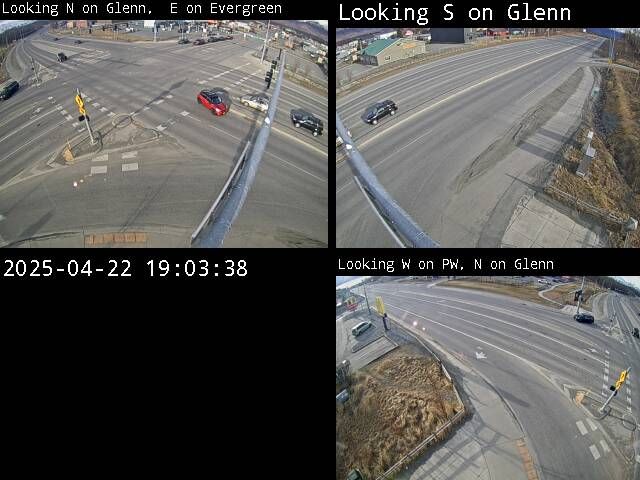 Looking N on Glenn,  E on Evergreen
Looking S on Glenn
2025-04-22 19:03:38
Looking W on PW, N on Glenn